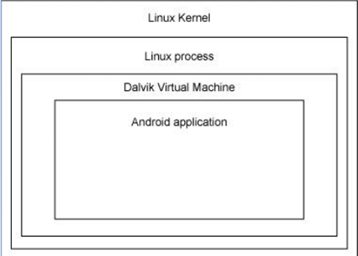 Linux Kernel
Linux process
Dalvik Virtual Machine
Android application